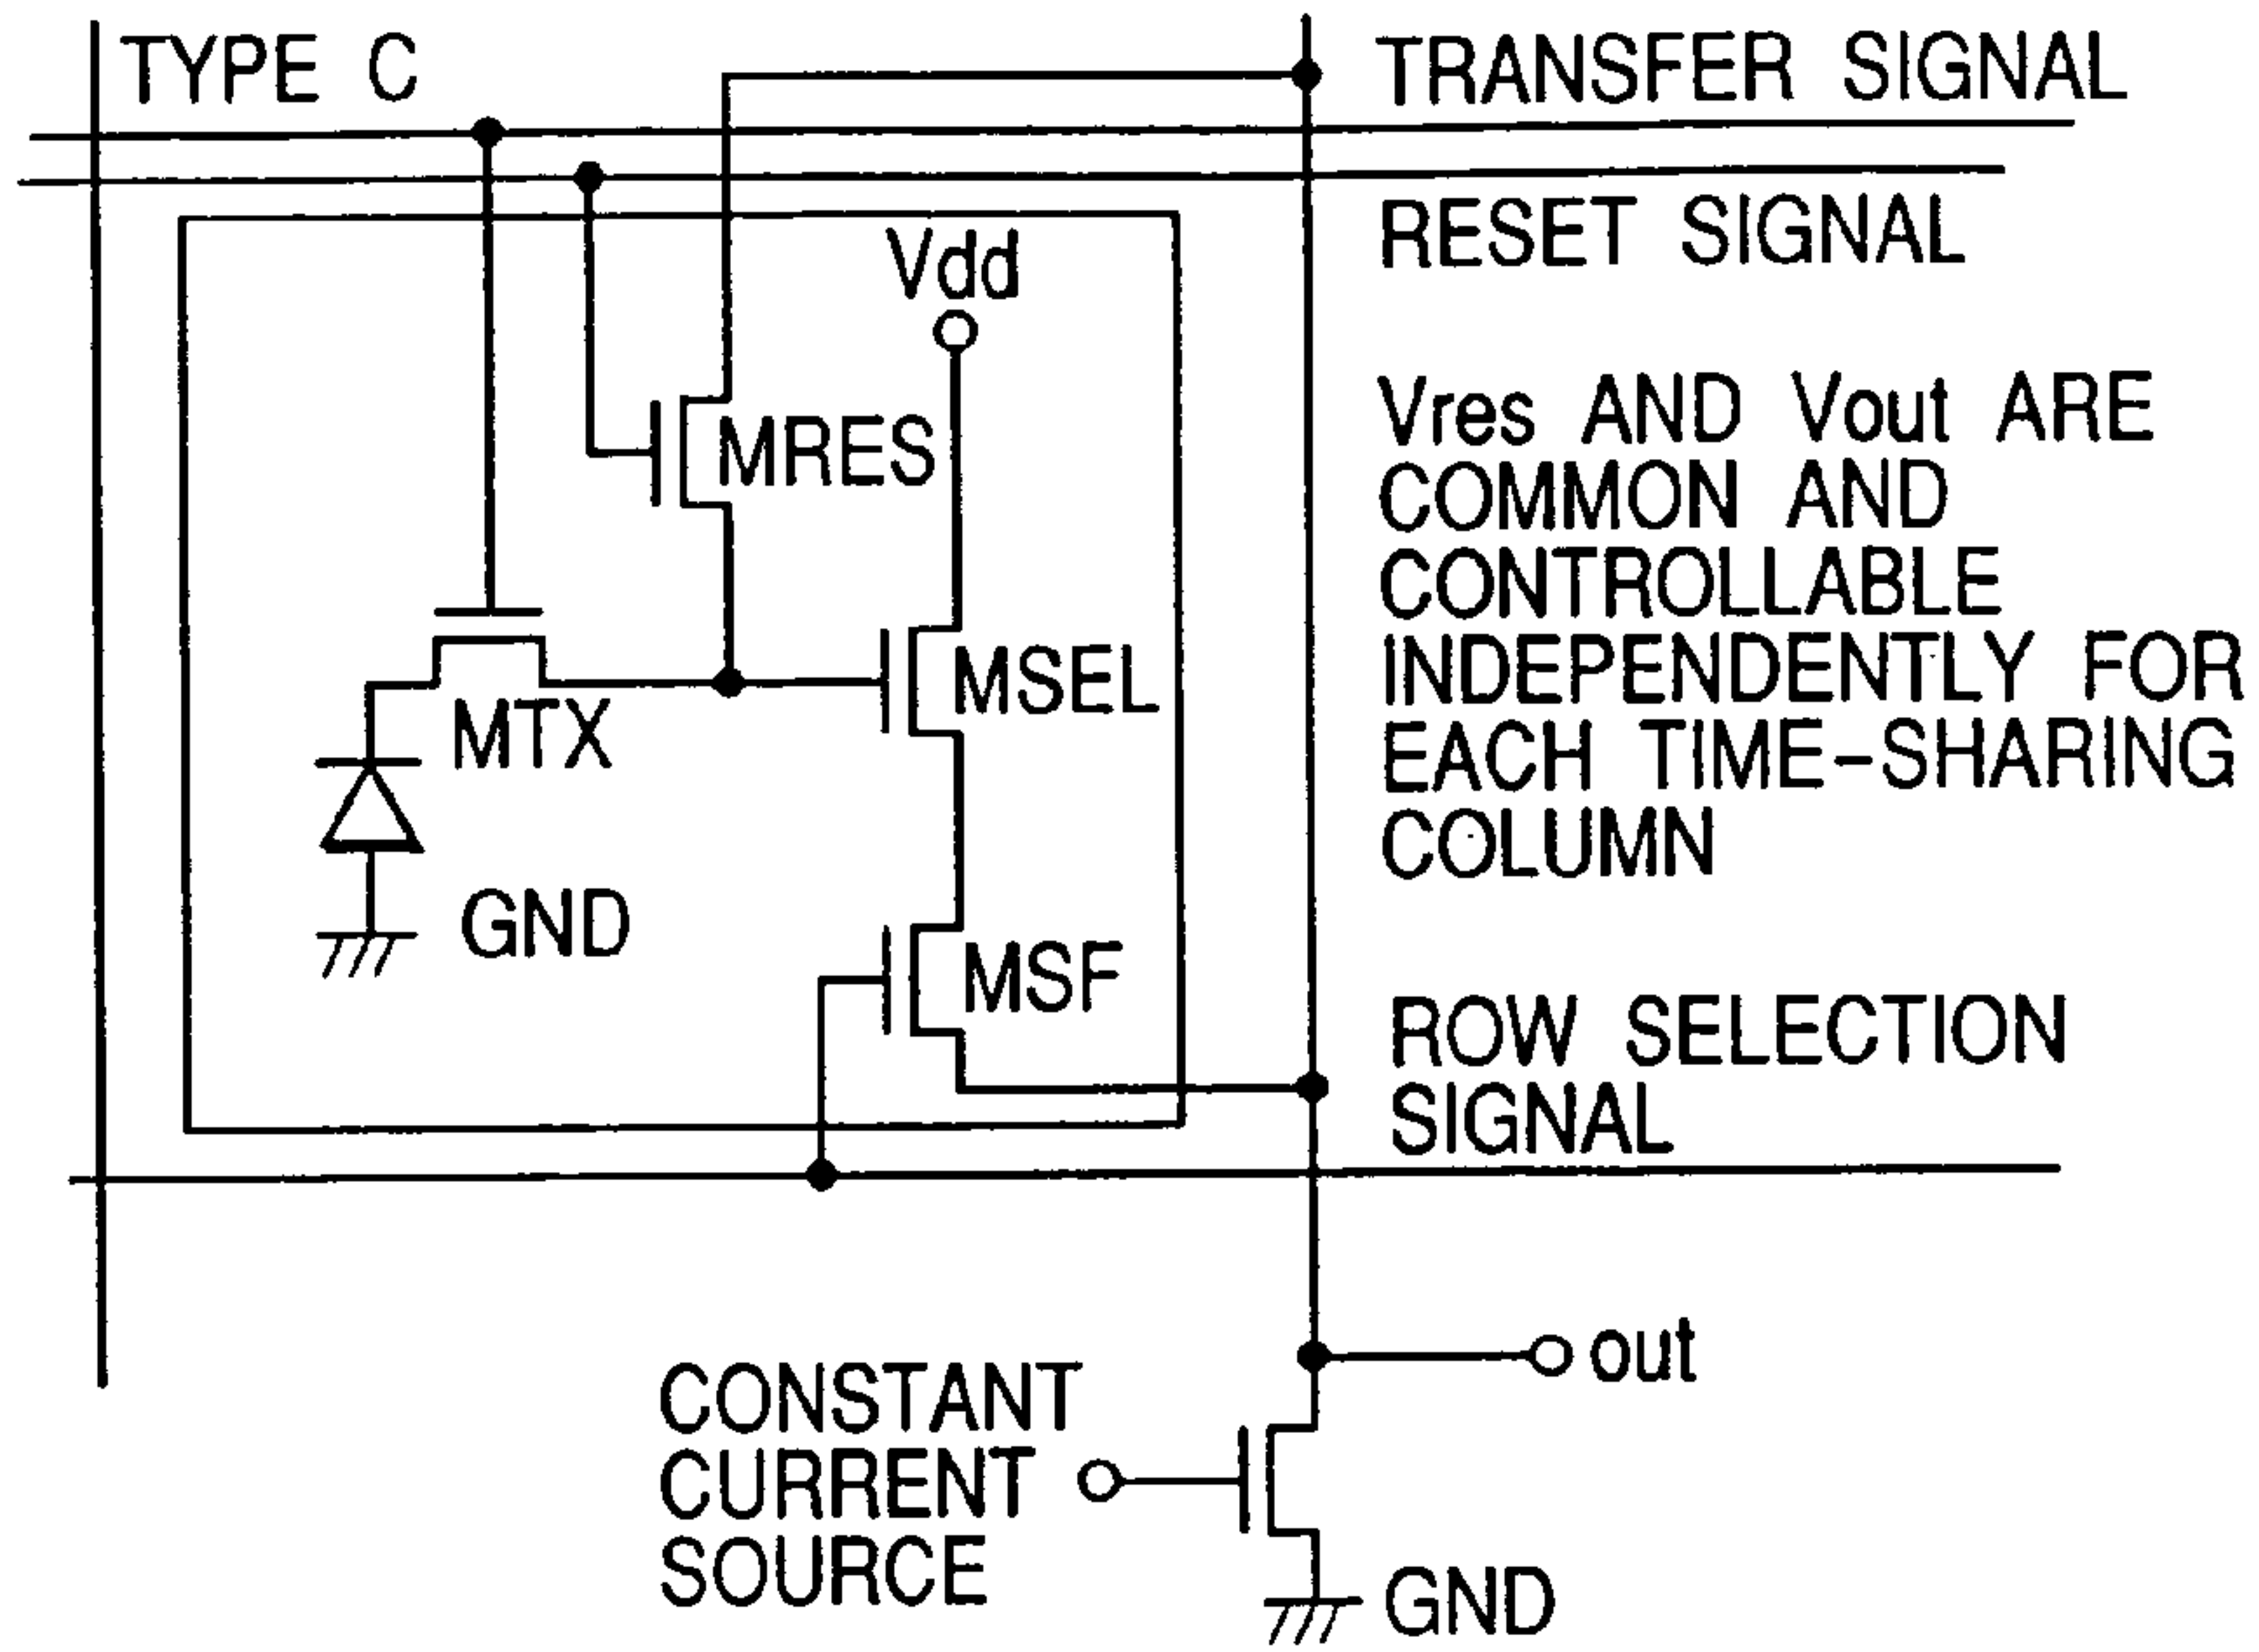 TYPE C
TRANSFER SIGNAL
RESET SIGNAL
Vdd
MRES
Vres AND Vout ARE
COMMON AND
CONTROLLABLE
INDEPENDENTLY FOR
EACH TIME-SHARING
COLUMN
MSEL
MTX
GND
MSF
ROW SELECTION
SIGNAL
out
CONSTANT
CURRENT
SOURCE
GND